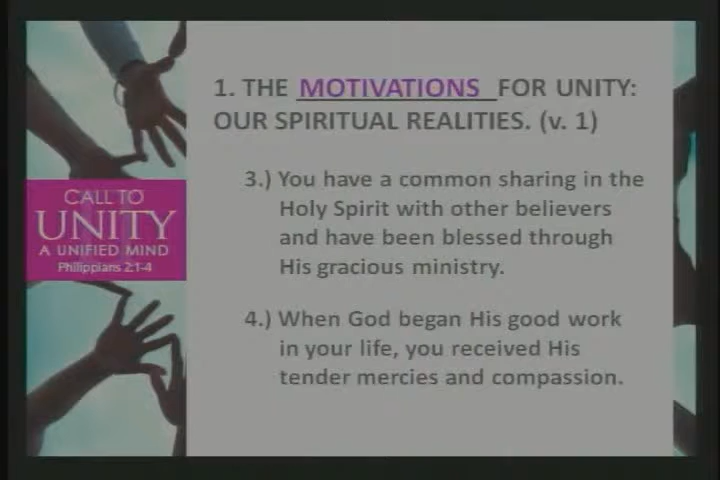 1. THE MOTIVATIONS FOR UNITY:
OUR SPIRITUAL REALITIES. (v. 1)
3.) You have a common sharing in the
Holy Spirit with other believers
and have been blessed through
His gracious ministry.
4.) When God began His good work
in your life, you received His
tender mercies and compassion.
CALL TO
UNITY
A UNIFIED MIND
Philippians 2:1-4